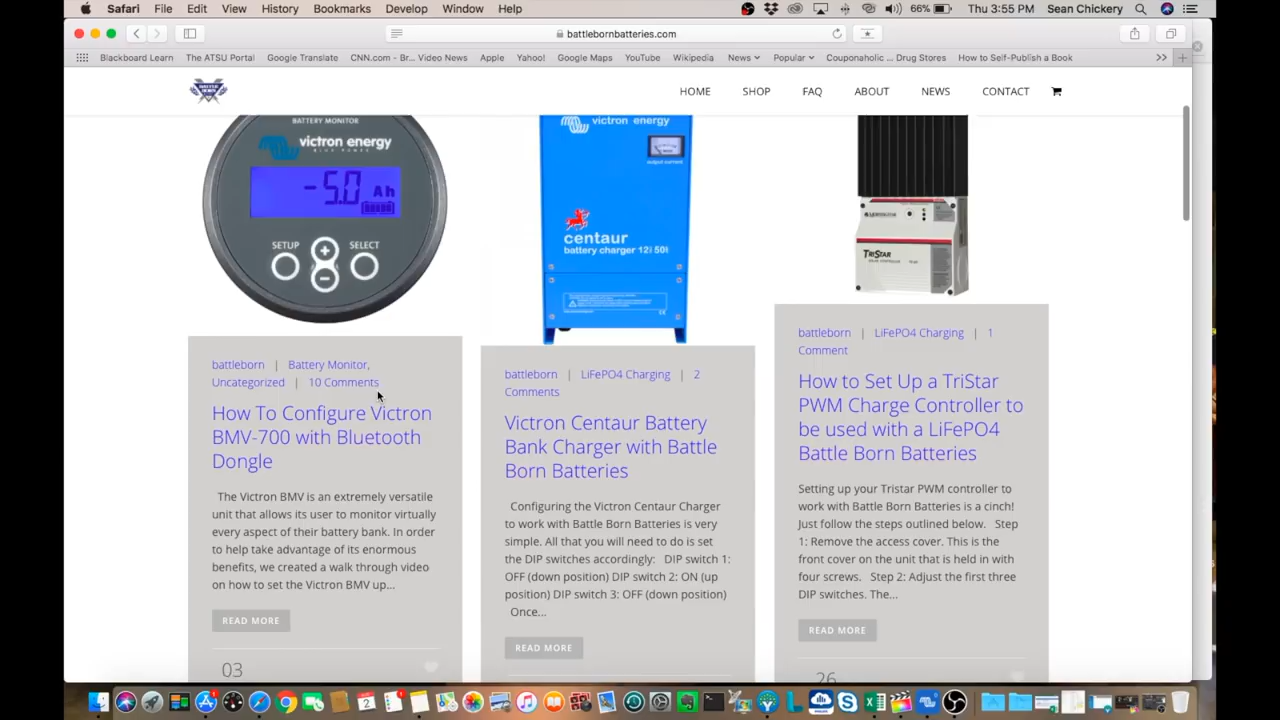 Safari File Edit View History Bookmarks Develop Window Help 66% Thu 3:55 PM Sean Chickery
battlebornbatteries.com
Blackboard Learn The ATSU Portal Google Translate CNN.com - Br... Video News Apple Yahoo! Google Maps YouTube Wikipedia News Popular Couponaholic ... Drug Stores How to Self-Publish a Book
HOME SHOP FAQ ABOUT NEWS CONTACT
BATTERY MONITOR
victron energy
BLUE POWER
-5.0 Ah
SETUP SELECT
+
-
victron energy
output current
centaur
battery charger 12 | 50
TRISTAR
battleborn | Battery Monitor,
Uncategorized | 10 Comments
How To Configure Victron
BMV-700 with Bluetooth
Dongle
The Victron BMV is an extremely versatile
unit that allows its user to monitor virtually
every aspect of their battery bank. In order
to help take advantage of its enormous
benefits, we created a walk through video
on how to set the Victron BMV up...
READ MORE
03
battleborn | LiFePO4 Charging | 2
Comments
Victron Centaur Battery
Bank Charger with Battle
Born Batteries
Configuring the Victron Centaur Charger
to work with Battle Born Batteries is very
simple. All that you will need to do is set
the DIP switches accordingly: DIP switch 1:
OFF (down position) DIP switch 2: ON (up
position) DIP switch 3: OFF (down position)
Once...
READ MORE
battleborn | LiFePO4 Charging | 1
Comment
How to Set Up a TriStar
PWM Charge Controller to
be used with a LiFePO4
Battle Born Batteries
Setting up your Tristar PWM controller to
work with Battle Born Batteries is a cinch!
Just follow the steps outlined below. Step
1: Remove the access cover. This is the
front cover on the unit that is held in with
four screws. Step 2: Adjust the first three
DIP switches. The...
READ MORE
26